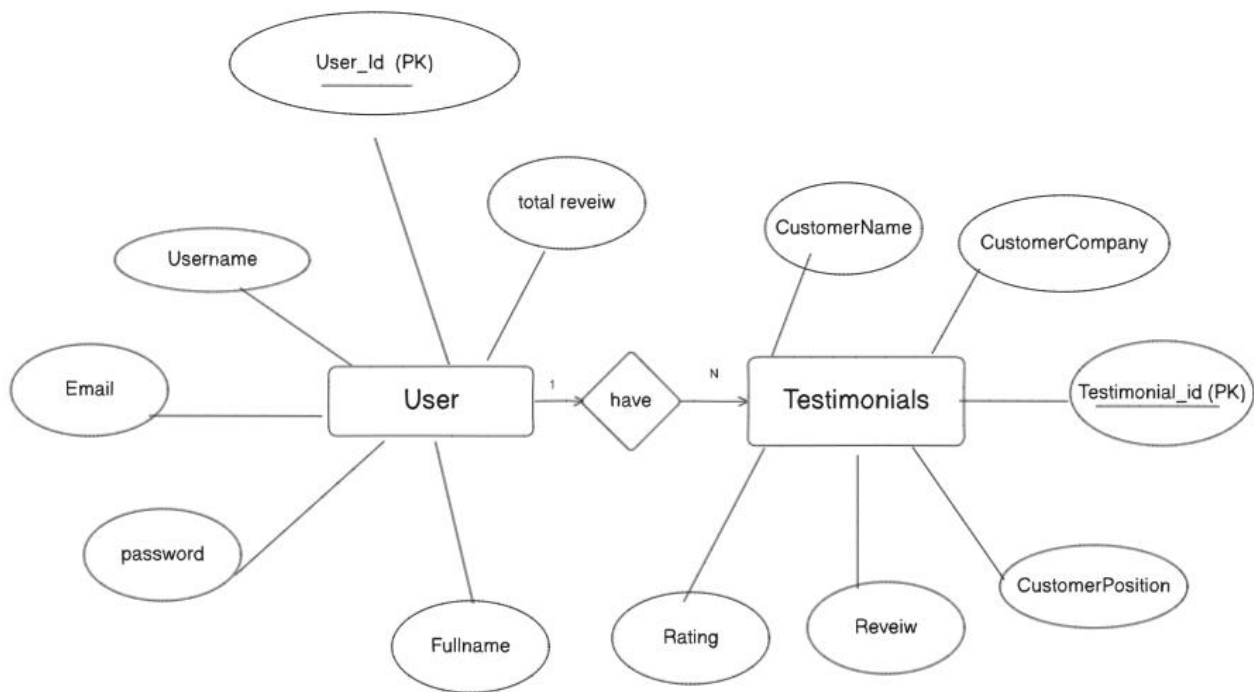 User_Id (PK)
total reveiw
CustomerName
CustomerCompany
Username
Email
User
1
have
N
Testimonials
Testimonial_id (PK)
password
Fullname
Rating
Reveiw
CustomerPosition